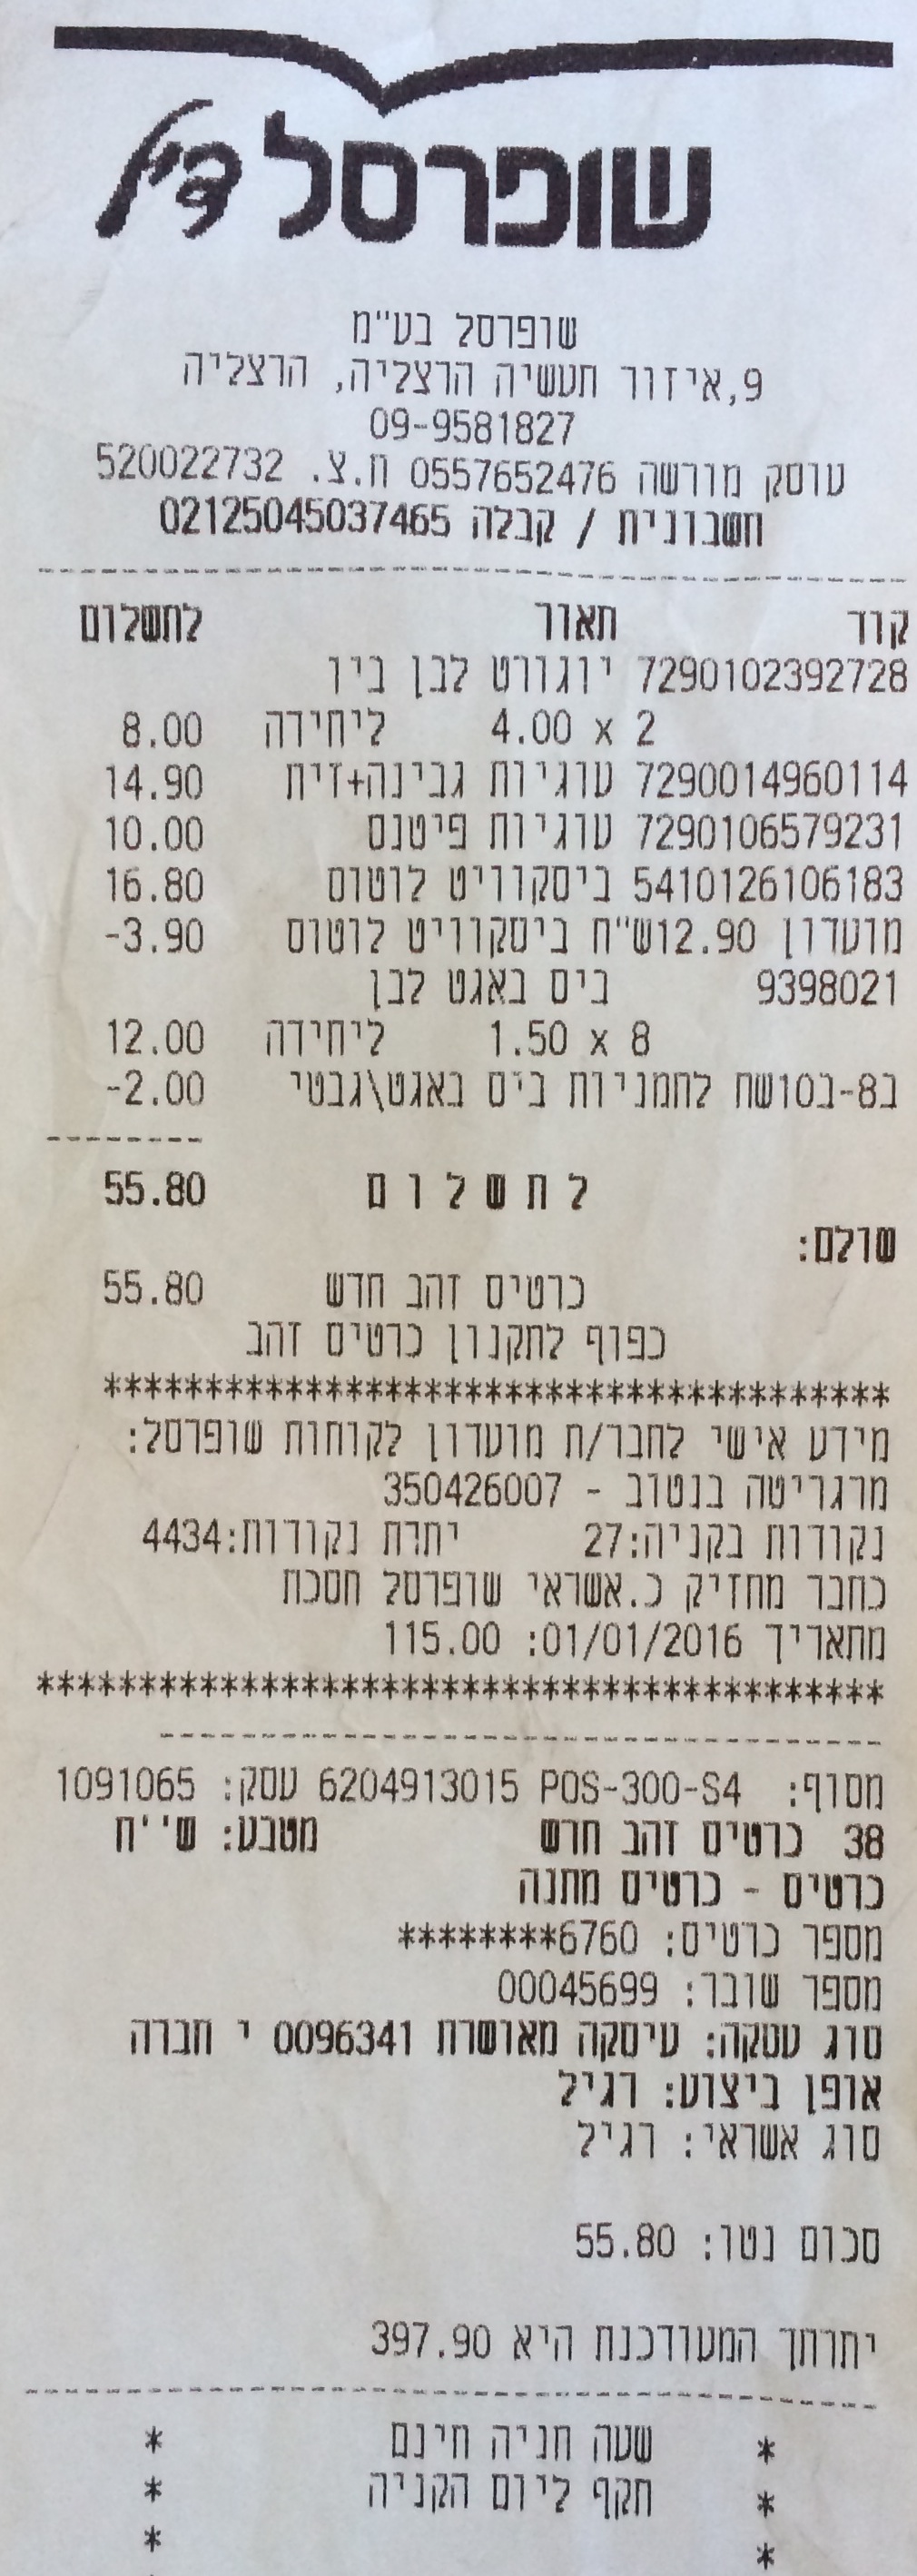 שופרסל דיל
שופרסל בע"מ
9,איזור תעשיה הרצליה, הרצליה
09-9581827
עוסק מורשה 0557652476 ח.צ. 520022732
חשבונית / קבלה 02125045037465
קוד תאור לתשלום
7290102392728 יוגורט לבן ביו
2 x 4.00 ליחידה 8.00
7290014960114 עוגיות גבינה+זית 14.90
7290106579231 עוגיות פיטנס 10.00
5410126106183 ביסקוויט לוטוס 16.80
מועדון 12.90ש"ח ביסקוויט לוטוס -3.90
9398021 ביס באגט לבן
8 x 1.50 ליחידה 12.00
ב8-ב10שח לחמניות ביס באגט\גבטי -2.00
--------
לתשלום 55.80
שולם:
כרטיס זהב חדש 55.80
כפוף לתקנון כרטיס זהב
***************************************
מידע אישי לחבר/ת מועדון לקוחות שופרסל:
מרגריטה בנטוב - 350426007
נקודות בקניה:27 יתרת נקודות:4434
כחבר מחזיק כ.אשראי שופרסל חסכת
מתאריך 01/01/2016: 115.00
******************************************
מסוף: 6204913015 POS-300-S4 עסק: 1091065
38 כרטיס זהב חדש מטבע: ש''ח
כרטיס - כרטיס מתנה
מספר כרטיס: 6760********
מספר שובר: 00045699
סוג עסקה: עיסקה מאושרת 0096341 י חברה
אופן ביצוע: רגיל
סוג אשראי: רגיל
סכום נטו: 55.80
יתרתך המעודכנת היא 397.90
* שעה חניה חינם *
* תקף ליום הקניה *
* *